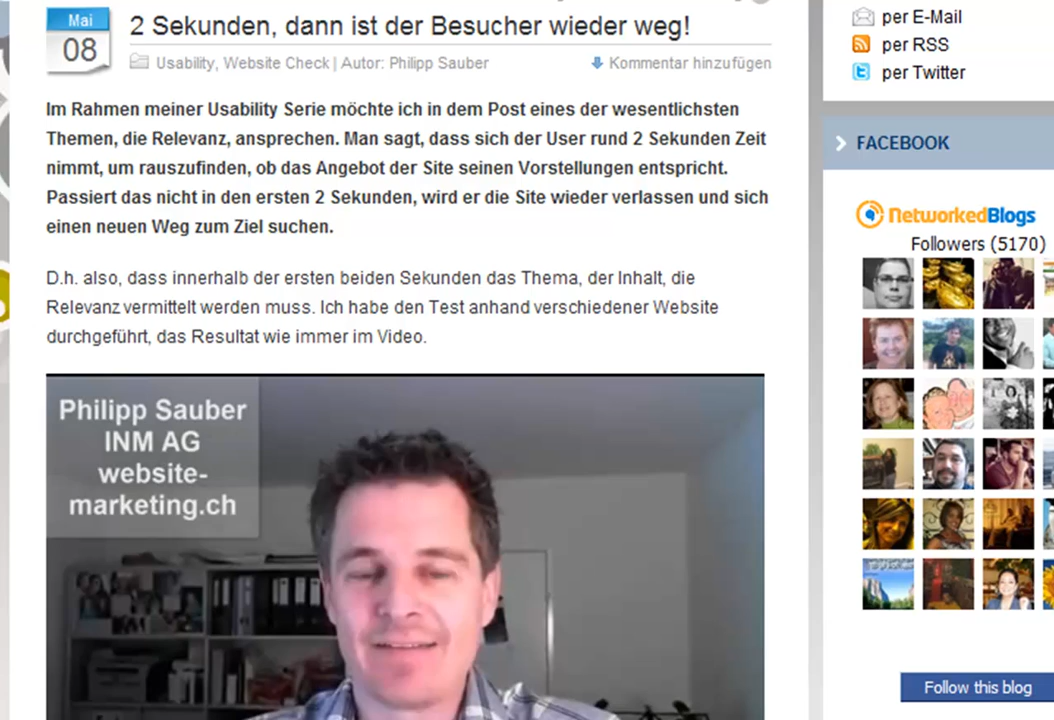 Mai
08
2 Sekunden, dann ist der Besucher wieder weg!
Usability, Website Check | Autor: Philipp Sauber
Kommentar hinzufügen
Im Rahmen meiner Usability Serie möchte ich in dem Post eines der wesentlichsten
Themen, die Relevanz, ansprechen. Man sagt, dass sich der User rund 2 Sekunden Zeit
nimmt, um rauszufinden, ob das Angebot der Site seinen Vorstellungen entspricht.
Passiert das nicht in den ersten 2 Sekunden, wird er die Site wieder verlassen und sich
einen neuen Weg zum Ziel suchen.
D.h. also, dass innerhalb der ersten beiden Sekunden das Thema, der Inhalt, die
Relevanz vermittelt werden muss. Ich habe den Test anhand verschiedener Website
durchgeführt, das Resultat wie immer im Video.
Philipp Sauber
INM AG
website-
marketing.ch
per E-Mail
per RSS
per Twitter
FACEBOOK
NetworkedBlogs
Followers (5170)
Follow this blog